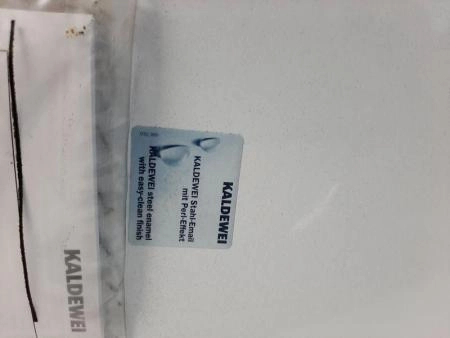 KALDEWEI
KALDEWEI Stahl-Email
mit Perl-Effekt
KALDEWEI steel enamel
with easy-clean finish
KALDEWEI